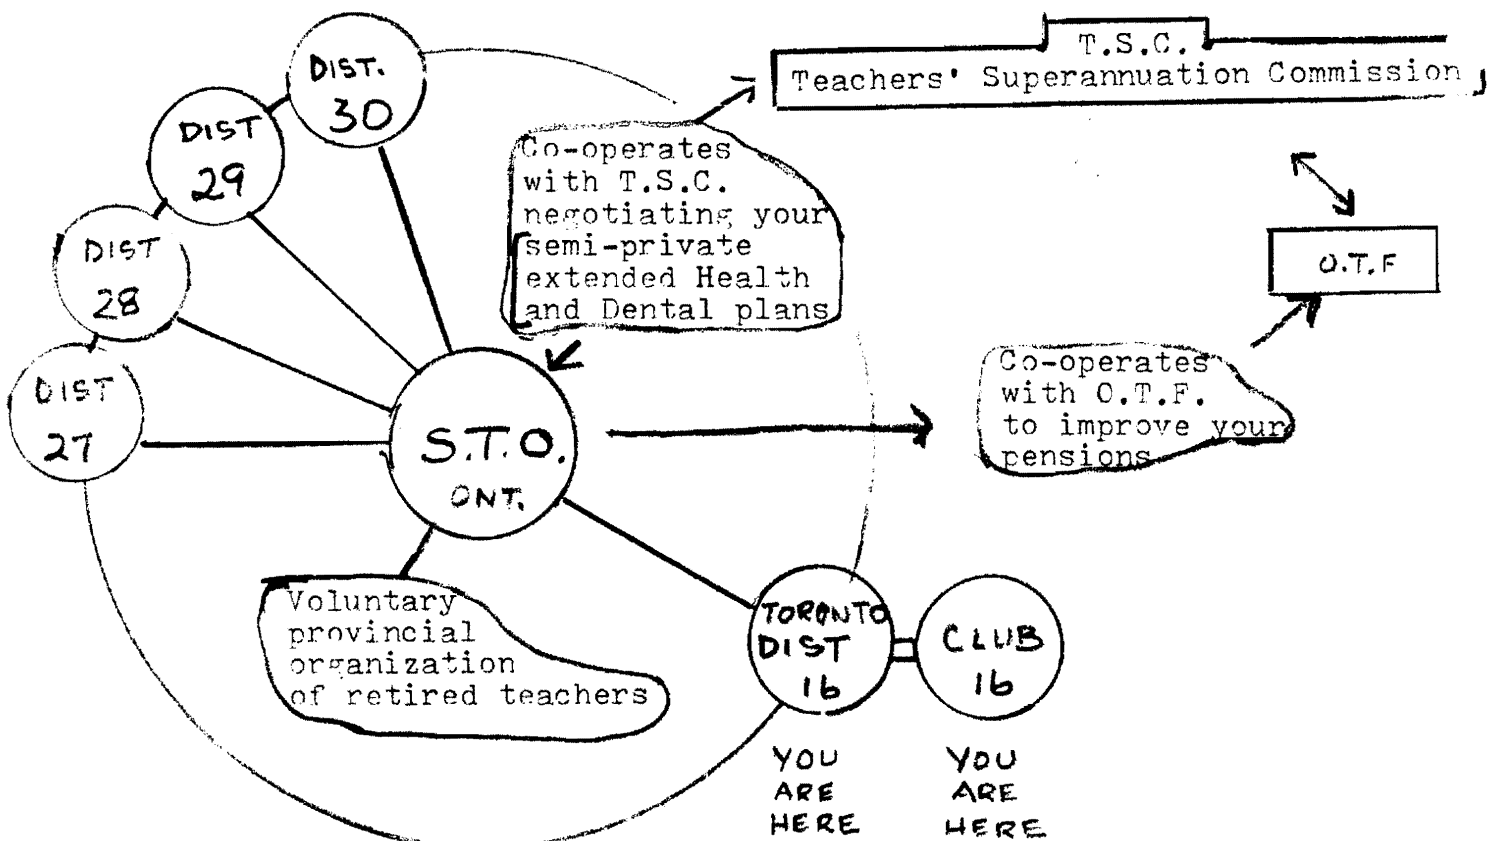 DIST.
30
DIST
29
DIST
28
DIST
27
T.S.C.
Teachers' Superannuation Commission
Co-operates
with T.S.C.
negotiating your
semi-private
extended Health
and Dental plans
O.T.F
Co-operates
with O.T.F.
to improve your
pensions
S.T.O.
ONT.
Voluntary
provincial
organization
of retired teachers
TORONTO
DIST
16
CLUB
16
YOU
ARE
HERE
YOU
ARE
HERE